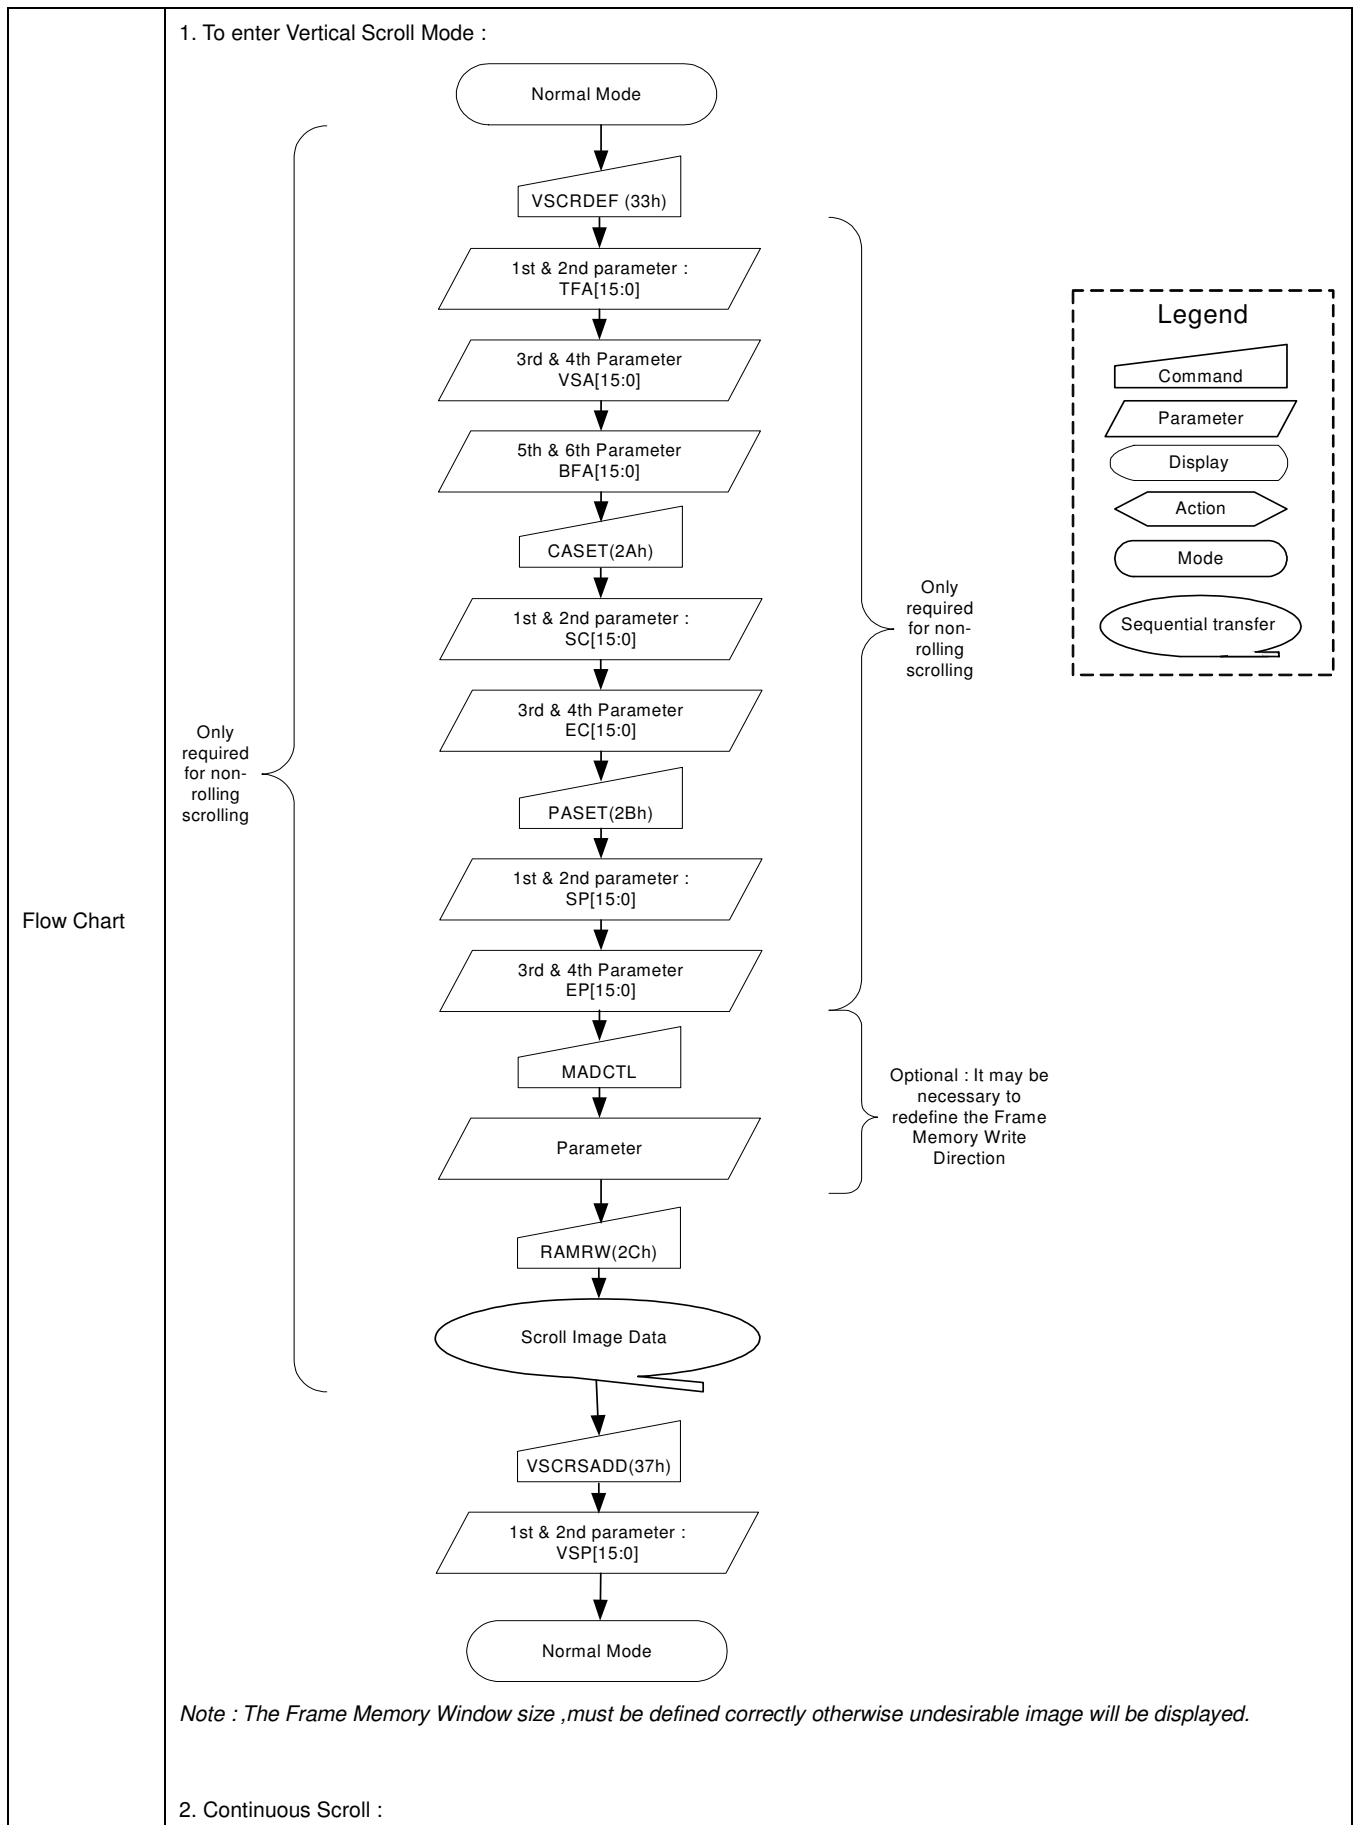 Flow Chart
1. To enter Vertical Scroll Mode :
Normal Mode
VSCRDEF (33h)
1st & 2nd parameter :
TFA[15:0]
3rd & 4th Parameter
VSA[15:0]
5th & 6th Parameter
BFA[15:0]
CASET(2Ah)
1st & 2nd parameter :
SC[15:0]
3rd & 4th Parameter
EC[15:0]
PASET(2Bh)
1st & 2nd parameter :
SP[15:0]
3rd & 4th Parameter
EP[15:0]
MADCTL
Parameter
RAMRW(2Ch)
Scroll Image Data
VSCRSADD(37h)
1st & 2nd parameter :
VSP[15:0]
Normal Mode
Only
required
for non-
rolling
scrolling
Only
required
for non-
rolling
scrolling
Optional : It may be
necessary to
redefine the Frame
Memory Write
Direction
Legend
Command
Parameter
Display
Action
Mode
Sequential transfer
Note : The Frame Memory Window size ,must be defined correctly otherwise undesirable image will be displayed.
2. Continuous Scroll :